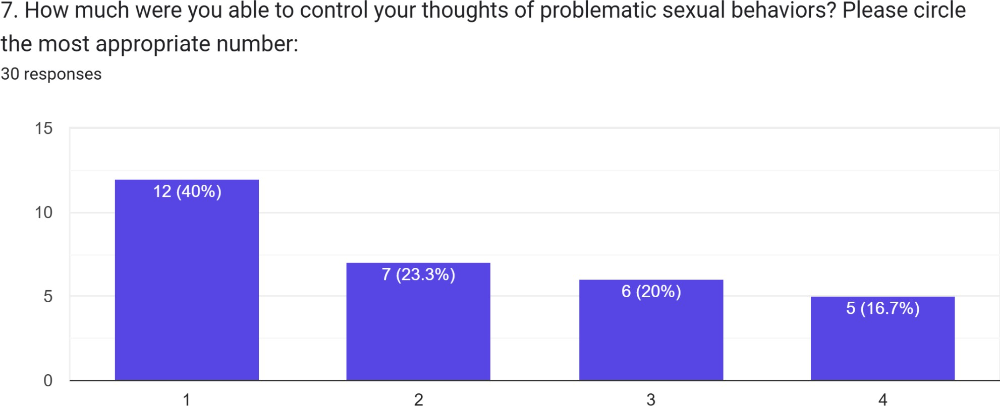 7. How much were you able to control your thoughts of problematic sexual behaviors? Please circle
the most appropriate number:
30 responses
15
12 (40%)
10
7 (23.3%)
6 (20%)
5
5 (16.7%)
0
1 2 3 4